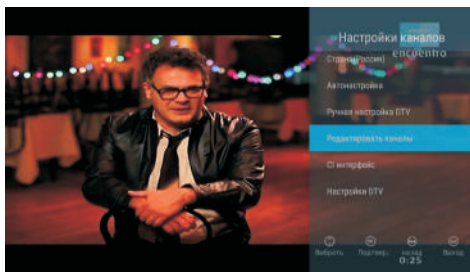 Настройки каналов
encuentro
Страна(Россия)
Автонастройка
Ручная настройка DTV
Редактировать каналы
CI интерфейс
Настройки DTV
Выбрать Подтвер. назад Выход
0:25